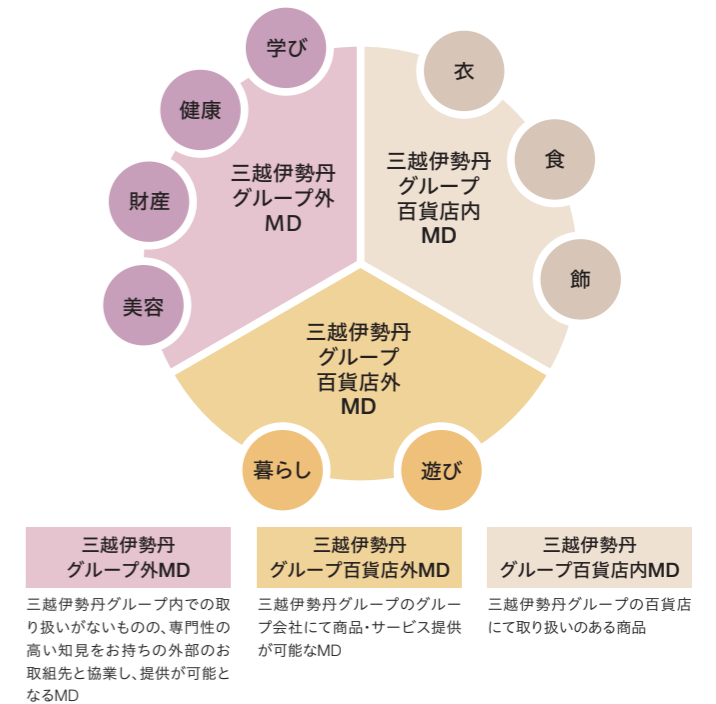 学び
健康
財産
美容
三越伊勢丹
グループ外
MD
衣
食
飾
三越伊勢丹
グループ
百貨店内
MD
三越伊勢丹
グループ
百貨店外
MD
暮らし
遊び
三越伊勢丹
グループ外MD
三越伊勢丹グループ内での取
り扱いがないものの、専門性の
高い知見をお持ちの外部のお
取組先と協業し、提供が可能と
なるMD
三越伊勢丹
グループ百貨店外MD
三越伊勢丹グループのグルー
プ会社にて商品・サービス提供
が可能なMD
三越伊勢丹
グループ百貨店内MD
三越伊勢丹グループの百貨店
にて取り扱いのある商品